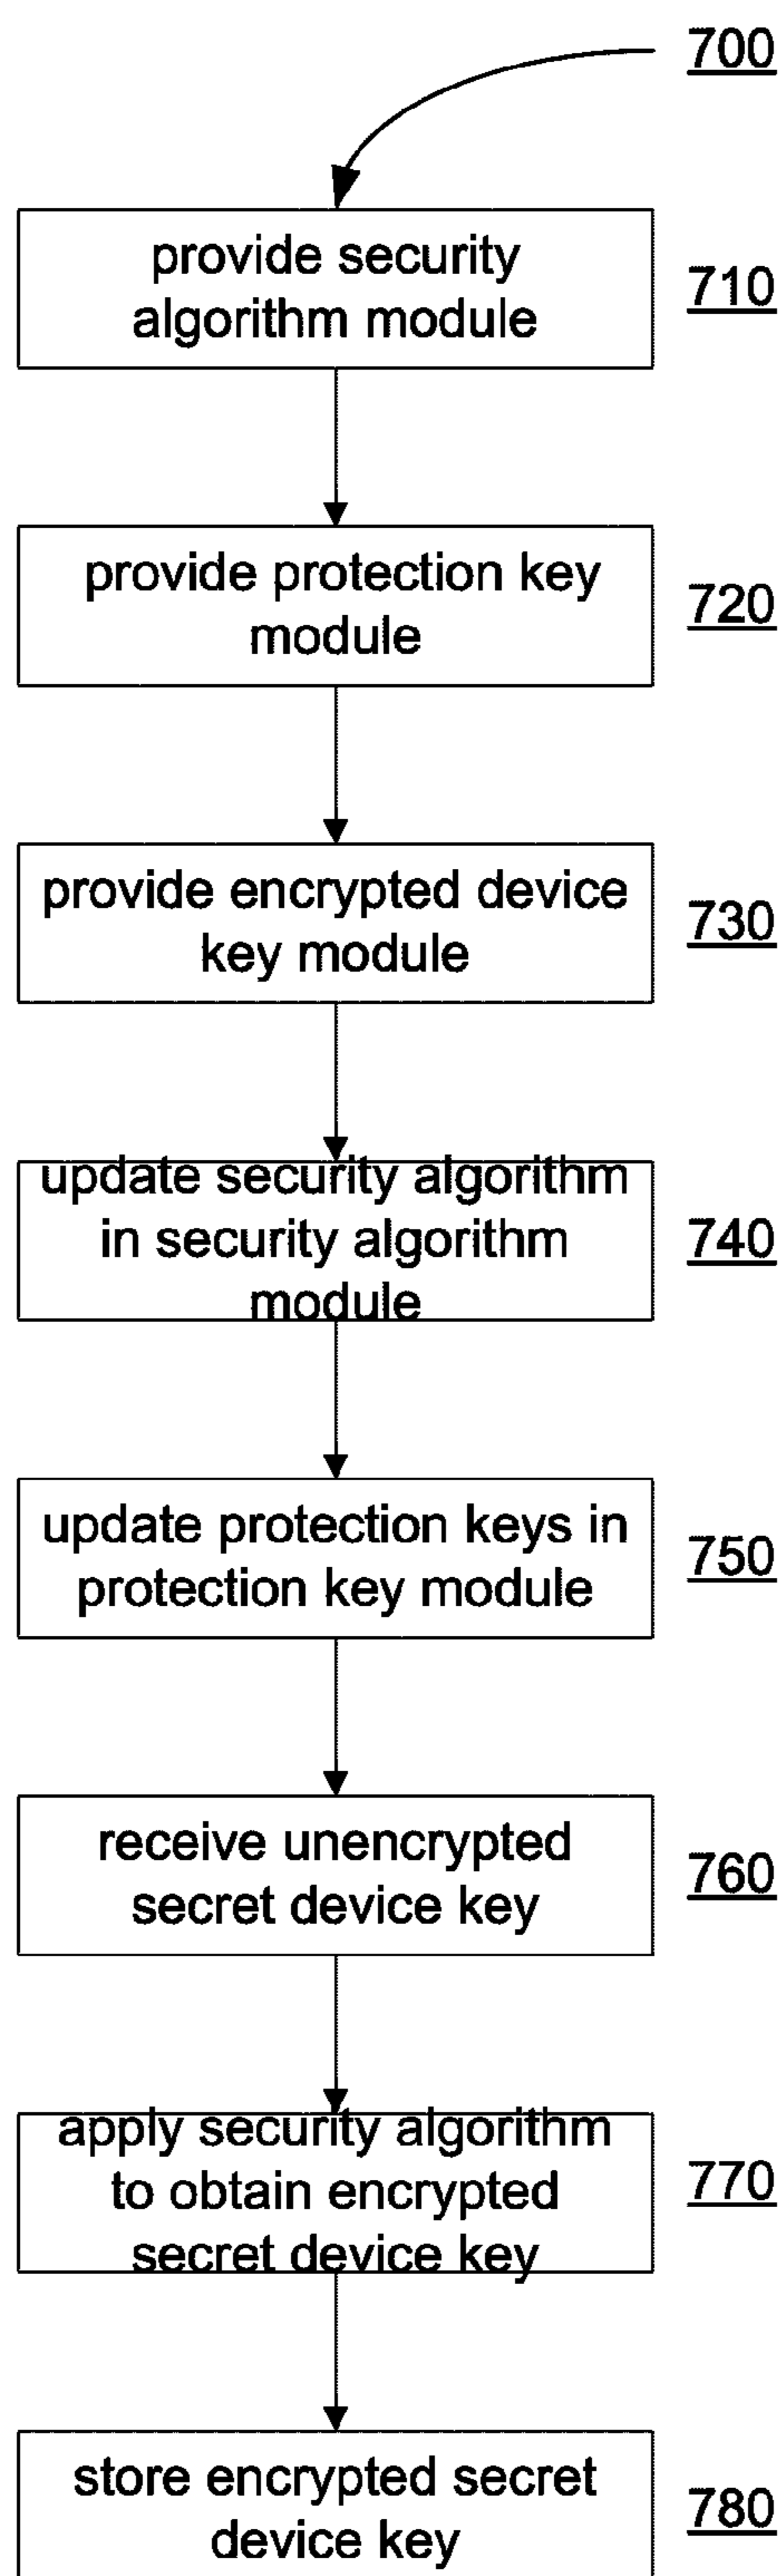 700
provide security
algorithm module
710
provide protection key
module
720
provide encrypted device
key module
730
update security algorithm
in security algorithm
module
740
update protection keys in
protection key module
750
receive unencrypted
secret device key
760
apply security algorithm
to obtain encrypted
secret device key
770
store encrypted secret
device key
780